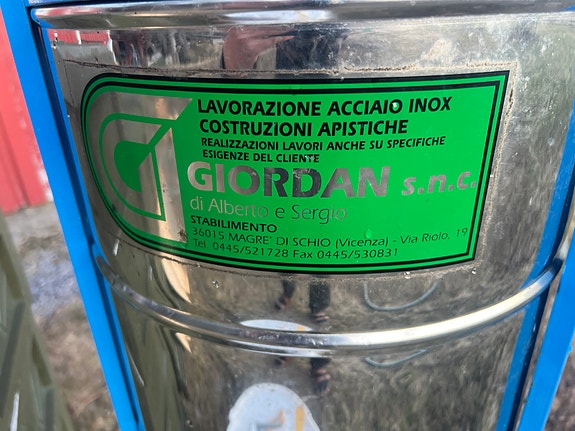 LAVORAZIONE ACCIAIO INOX
COSTRUZIONI APISTICHE
REALIZZAZIONI LAVORI ANCHE SU SPECIFICHE
ESIGENZE DEL CLIENTE
GIORDAN s.n.c.
di Alberto e Sergio
STABILIMENTO
36015 MAGRE' DI SCHIO (Vicenza) - Via Riolo, 19
Tel. 0445/521728 Fax 0445/530831